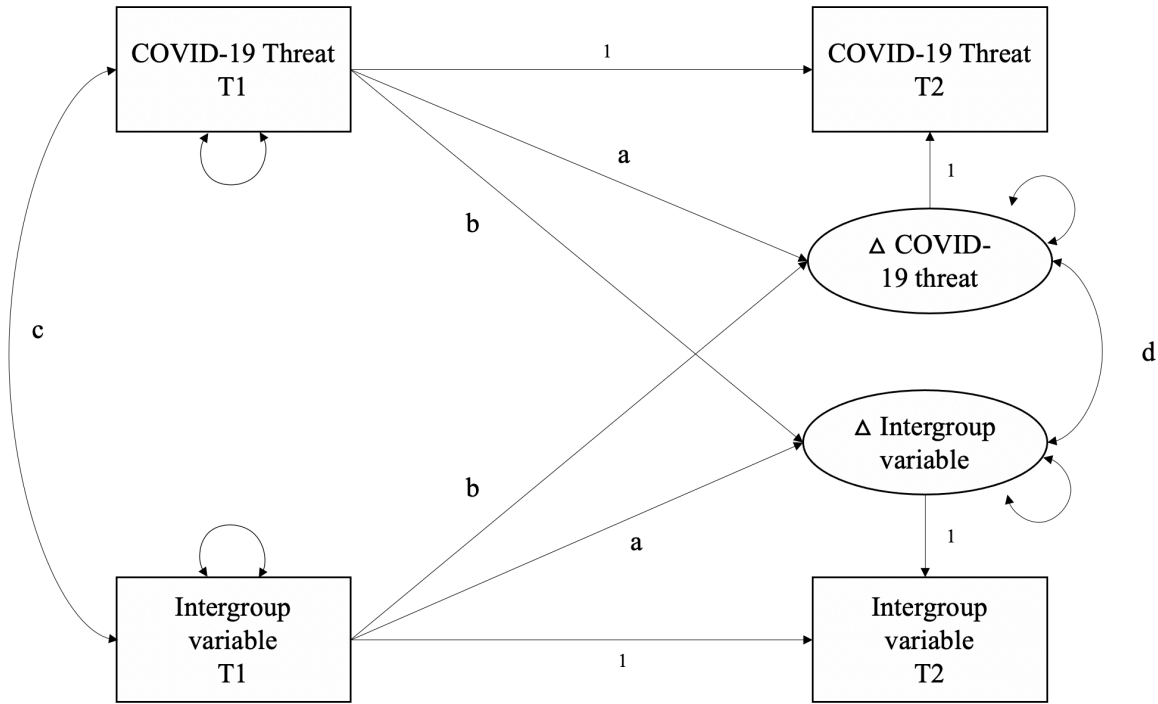 COVID-19 Threat
T1
1
COVID-19 Threat
T2
a
1
b
△ COVID-
19 threat
c
d
△ Intergroup
variable
b
a
1
Intergroup
variable
T1
1
Intergroup
variable
T2